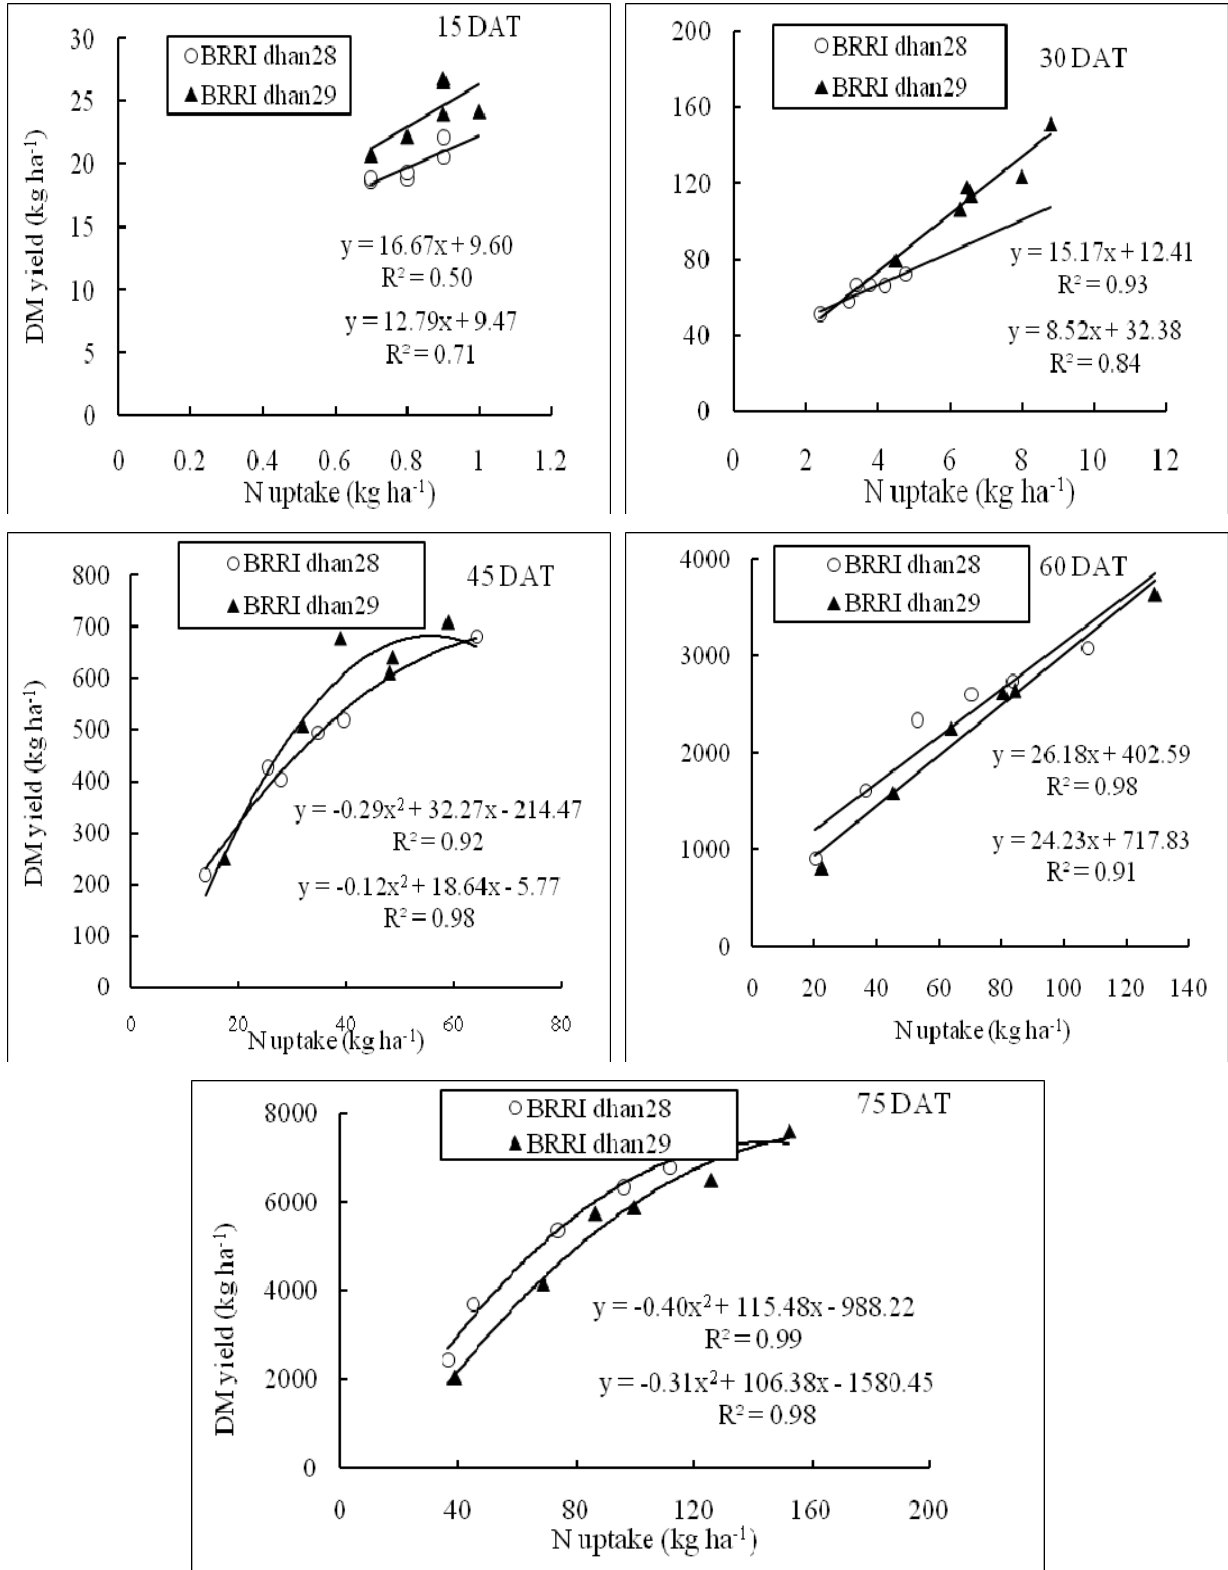 15 DAT
BRRI dhan28
BRRI dhan29
DM yield (kg ha⁻¹)
30
25
20
15
10
5
0
y = 16.67x + 9.60
R² = 0.50
y = 12.79x + 9.47
R² = 0.71
0 0.2 0.4 0.6 0.8 1 1.2
N uptake (kg ha⁻¹)
30 DAT
BRRI dhan28
BRRI dhan29
200
160
120
80
40
0
y = 15.17x + 12.41
R² = 0.93
y = 8.52x + 32.38
R² = 0.84
0 2 4 6 8 10 12
N uptake (kg ha⁻¹)
45 DAT
BRRI dhan28
BRRI dhan29
DM yield (kg ha⁻¹)
800
700
600
500
400
300
200
100
0
y = -0.29x² + 32.27x - 214.47
R² = 0.92
y = -0.12x² + 18.64x - 5.77
R² = 0.98
0 20 40 60 80
N uptake (kg ha⁻¹)
60 DAT
BRRI dhan28
BRRI dhan29
4000
3000
2000
1000
0
y = 26.18x + 402.59
R² = 0.98
y = 24.23x + 717.83
R² = 0.91
0 20 40 60 80 100 120 140
N uptake (kg ha⁻¹)
75 DAT
BRRI dhan28
BRRI dhan29
DM yield (kg ha⁻¹)
8000
6000
4000
2000
0
y = -0.40x² + 115.48x - 988.22
R² = 0.99
y = -0.31x² + 106.38x - 1580.45
R² = 0.98
0 40 80 120 160 200
N uptake (kg ha⁻¹)